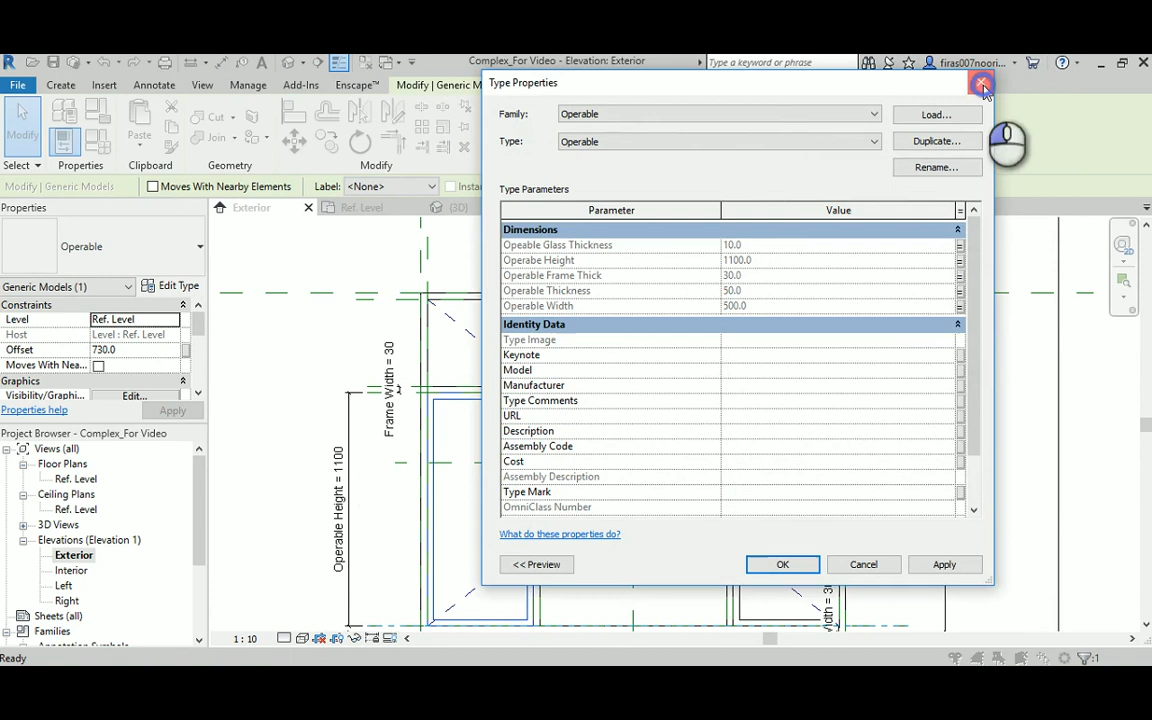 Complex_For Video - Elevation: Exterior
Type a keyword or phrase
firas007noori...
File Create Insert Annotate View Manage Add-Ins Enscape™ Modify | Generic M
Modify
Paste
Cut
Join
Select Properties Clipboard Geometry Modify
Modify | Generic Models
Moves With Nearby Elements
Label: <None>
Instan
Properties
Exterior
Ref. Level
{3D}
Operable
Generic Models (1)
Edit Type
Constraints
Level Ref. Level
Host Level : Ref. Level
Offset 730.0
Moves With Nea...
Graphics
Visibility/Graphi... Edit...
Properties help
Apply
Project Browser - Complex_For Video
Views (all)
Floor Plans
Ref. Level
Ceiling Plans
Ref. Level
3D Views
Elevations (Elevation 1)
Exterior
Interior
Left
Right
Sheets (all)
Families
Frame Width = 30
Operable Height = 1100
Type Properties
Family: Operable Load...
Type: Operable Duplicate...
Rename...
Type Parameters
Parameter Value =
Dimensions
Opeable Glass Thickness 10.0
Operabe Height 1100.0
Operable Frame Thick 30.0
Operable Thickness 50.0
Operable Width 500.0
Identity Data
Type Image
Keynote
Model
Manufacturer
Type Comments
URL
Description
Assembly Code
Cost
Assembly Description
Type Mark
OmniClass Number
What do these properties do?
<< Preview OK Cancel Apply
1 : 10
Ready
:1